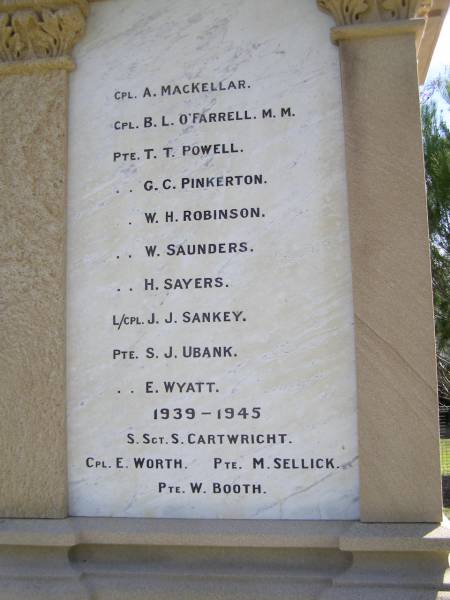 CPL. A. MACKELLAR.
CPL. B. L. O'FARRELL. M. M.
PTE. T. T. POWELL.
. . G. C. PINKERTON.
. W. H. ROBINSON.
. . W. SAUNDERS.
. . H. SAYERS.
L/CPL. J. J. SANKEY.
PTE. S. J. UBANK.
. . E. WYATT.
1939 - 1945
S. SGT. S. CARTWRIGHT.
CPL. E. WORTH. PTE. M. SELLICK.
PTE. W. BOOTH.